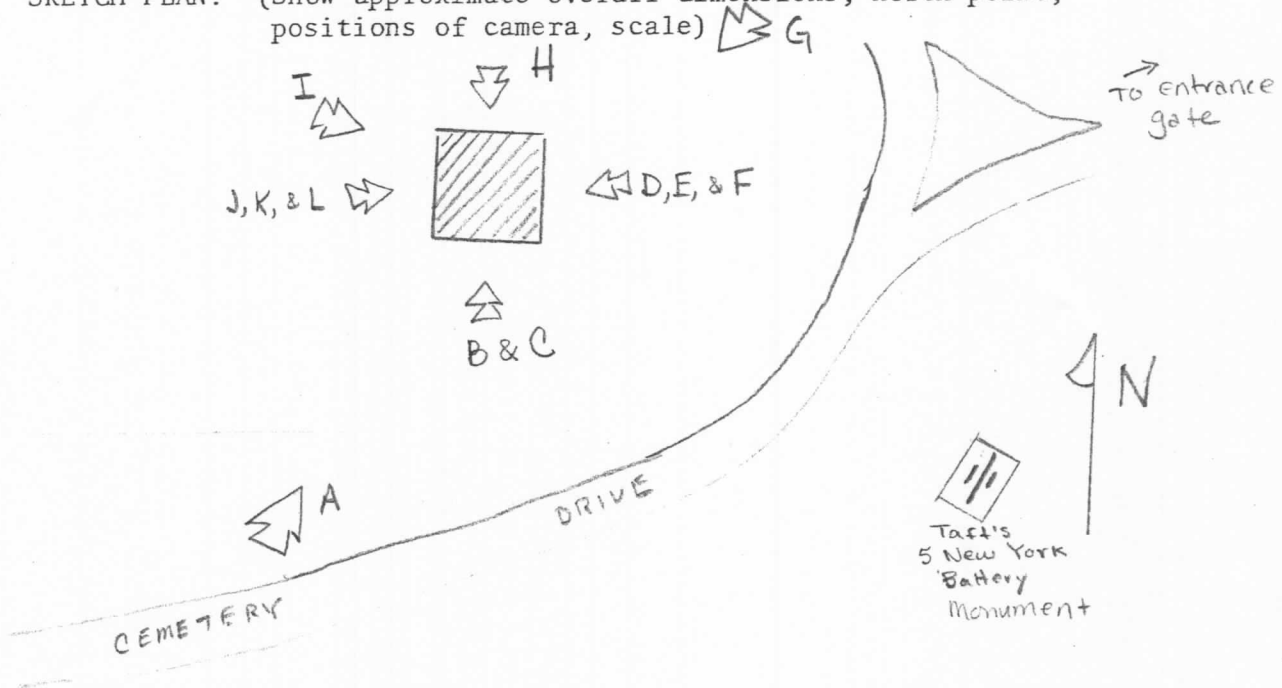 SKETCH PLAN: (Show approximate overall dimensions, north point,
positions of camera, scale)
G
H
I
TO Entrance
gate
J, K, & L
D, E, & F
B & C
N
A
DRIVE
CEMETERY
Taft's
5 New York
Battery
Monument